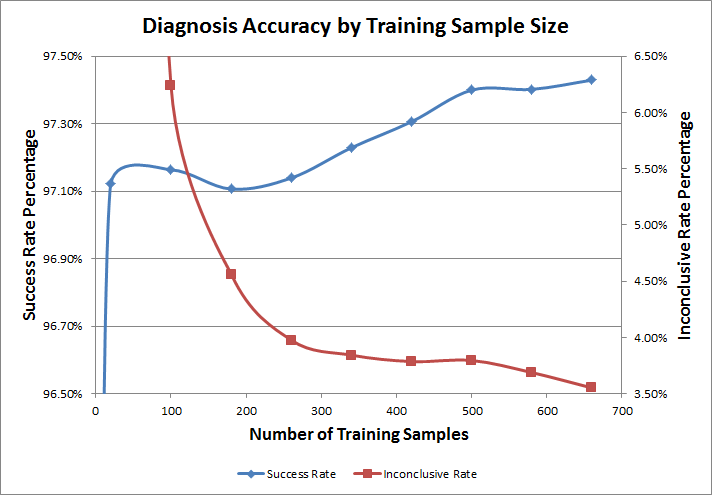 Diagnosis Accuracy by Training Sample Size
97.50%
97.30%
97.10%
96.90%
96.70%
96.50%
Success Rate Percentage
6.50%
6.00%
5.50%
5.00%
4.50%
4.00%
3.50%
Inconclusive Rate Percentage
0 100 200 300 400 500 600 700
Number of Training Samples
Success Rate Inconclusive Rate